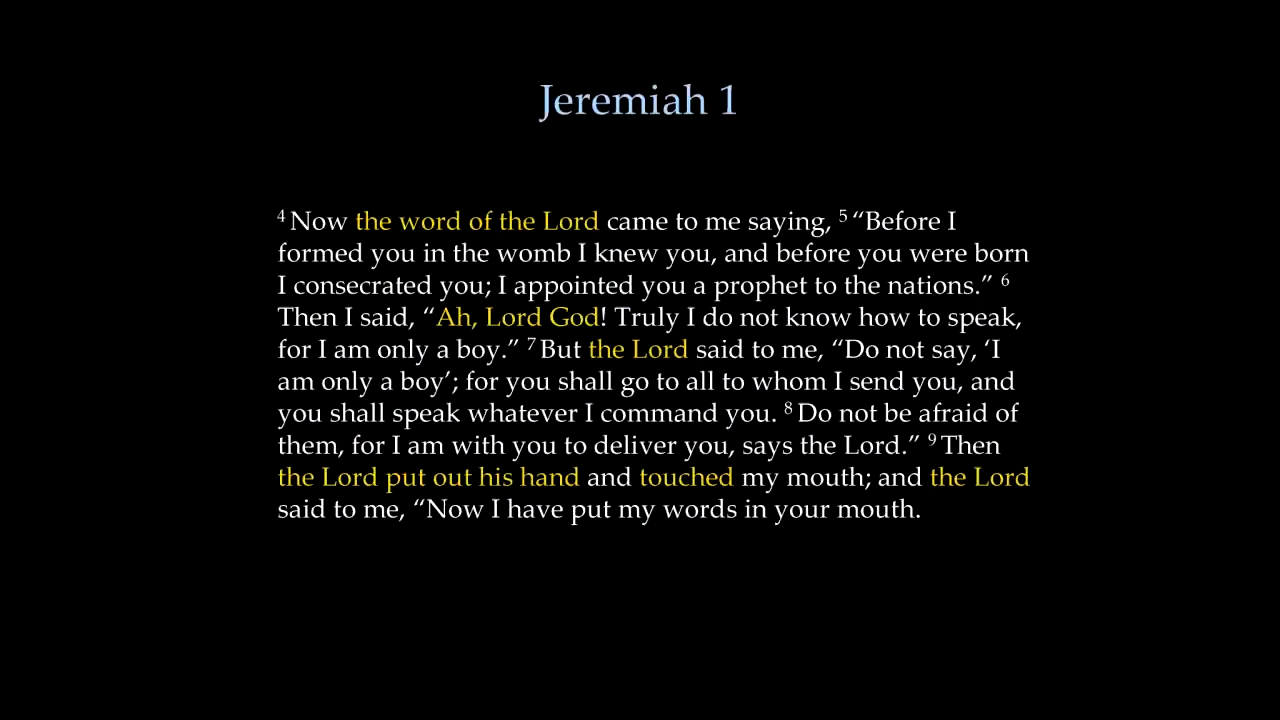 Jeremiah 1
4 Now the word of the Lord came to me saying, 5 “Before I
formed you in the womb I knew you, and before you were born
I consecrated you; I appointed you a prophet to the nations.” 6
Then I said, “Ah, Lord God! Truly I do not know how to speak,
for I am only a boy.” 7 But the Lord said to me, “Do not say, ‘I
am only a boy’; for you shall go to all to whom I send you, and
you shall speak whatever I command you. 8 Do not be afraid of
them, for I am with you to deliver you, says the Lord.” 9 Then
the Lord put out his hand and touched my mouth; and the Lord
said to me, “Now I have put my words in your mouth.